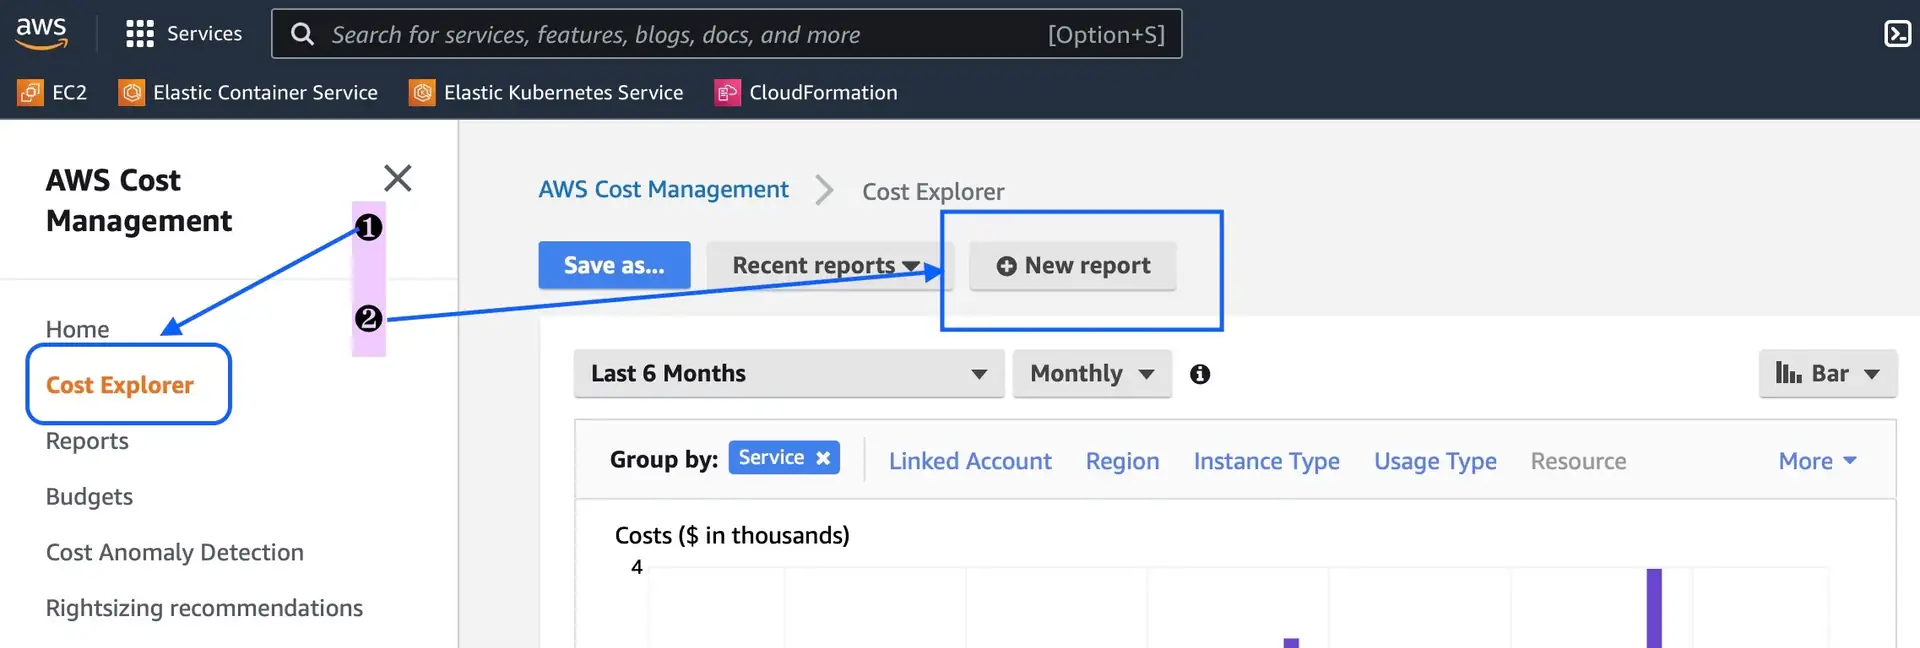 aws
Services
Search for services, features, blogs, docs, and more
[Option+S]
EC2
Elastic Container Service
Elastic Kubernetes Service
CloudFormation
AWS Cost
Management
❶
❷
Home
Cost Explorer
Reports
Budgets
Cost Anomaly Detection
Rightsizing recommendations
AWS Cost Management
Cost Explorer
Save as...
Recent reports
New report
Last 6 Months
Monthly
Bar
Group by:
Service
Linked Account
Region
Instance Type
Usage Type
Resource
More
Costs ($ in thousands)
4